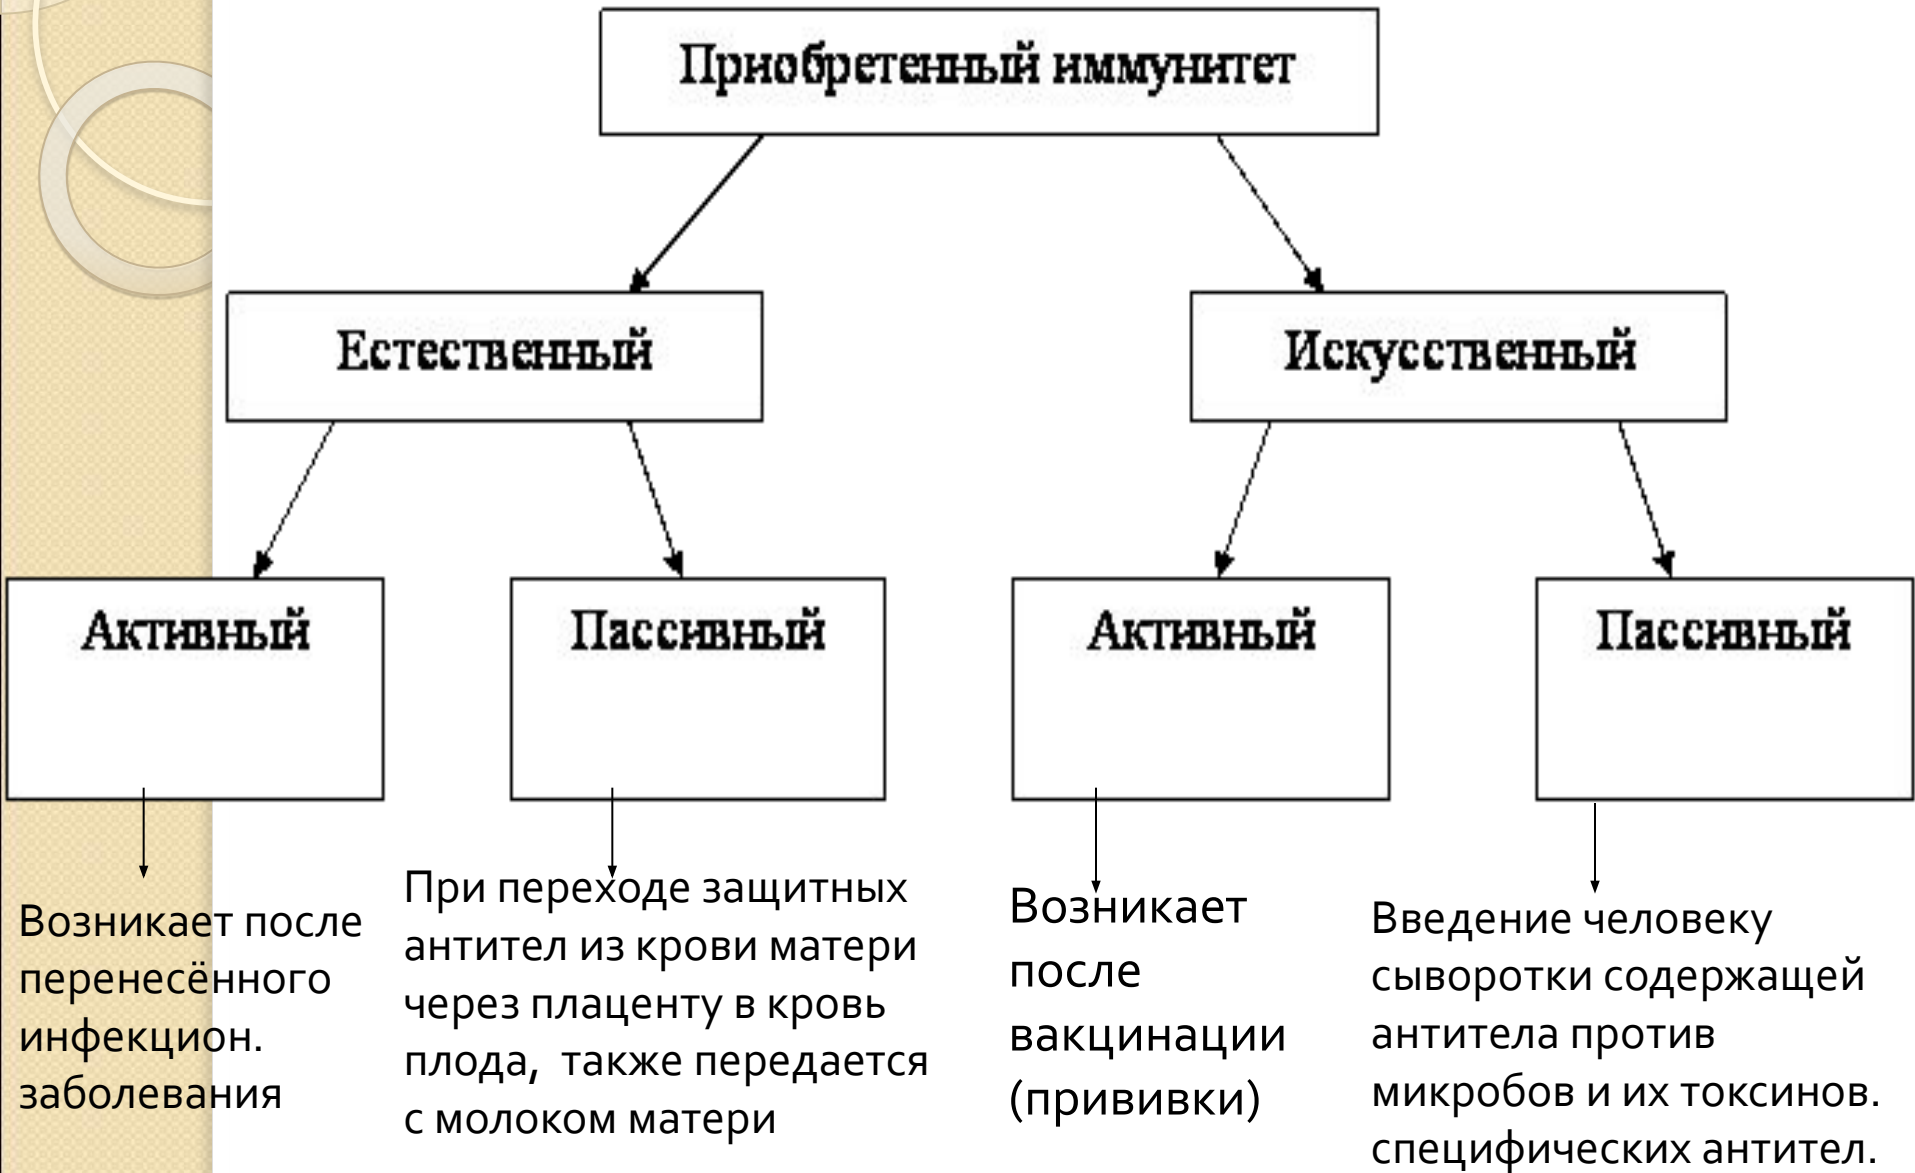 Приобретенный иммунитет
Естественный
Искусственный
Активный
Пассивный
Активный
Пассивный
Возникает после
перенесённого
инфекцион.
заболевания
При переходе защитных
антител из крови матери
через плаценту в кровь
плода, также передается
с молоком матери
Возникает
после
вакцинации
(прививки)
Введение человеку
сыворотки содержащей
антитела против
микробов и их токсинов.
специфических антител.